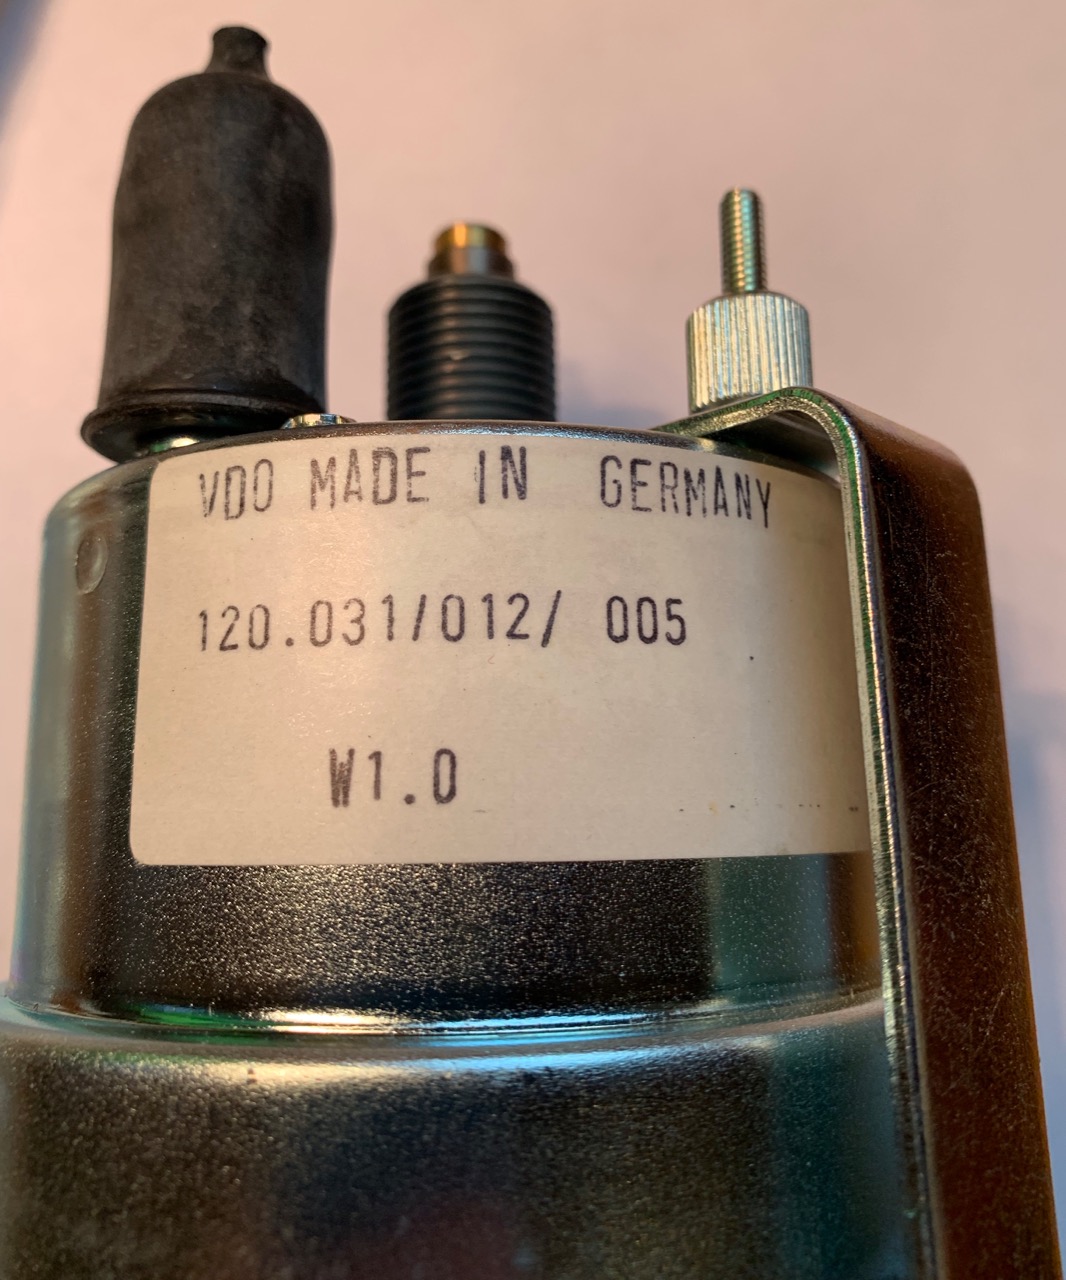 VDO MADE IN GERMANY
120.031/012/ 005
W1.0